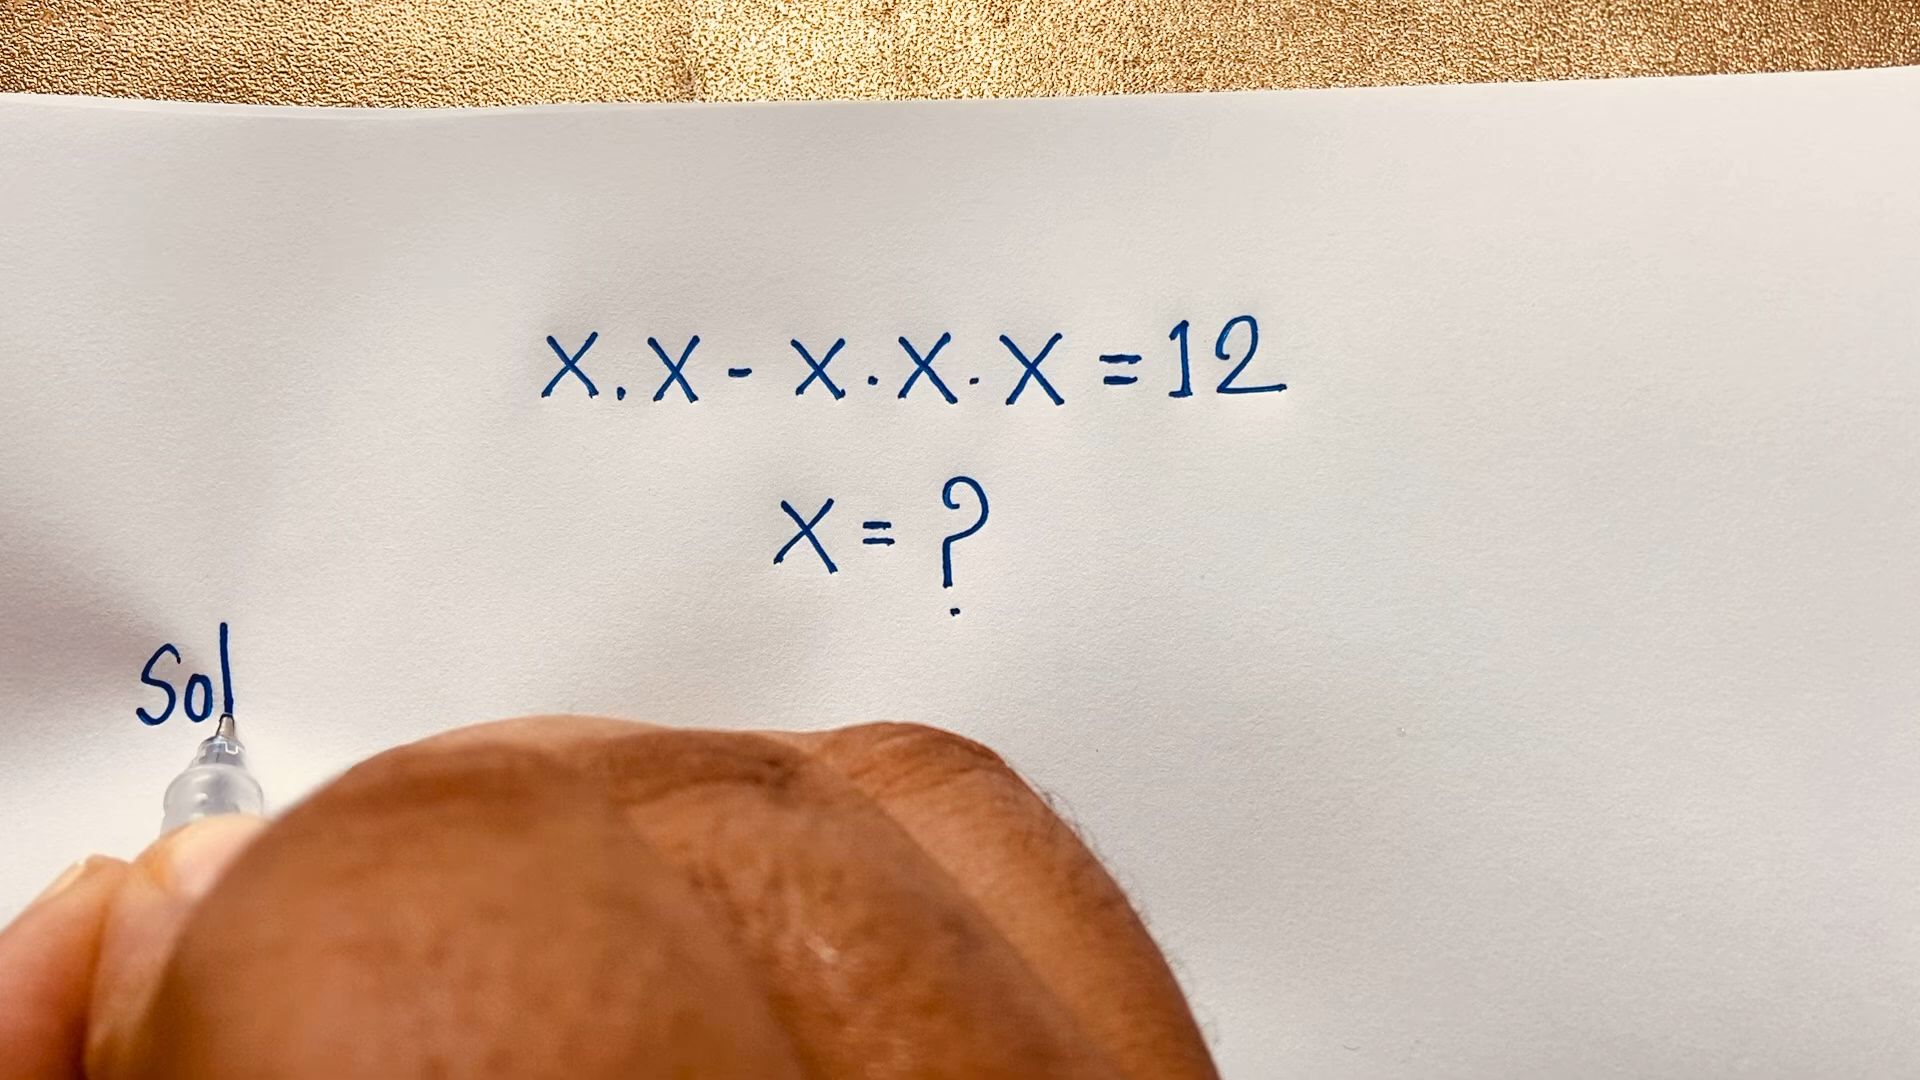 X.X - X.X.X = 12
X = ?
Sol